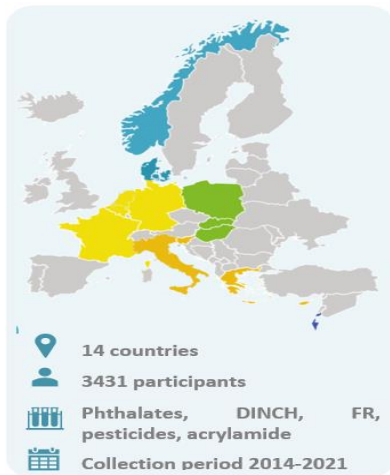 14 countries
3431 participants
Phthalates, DINCH, FR,
pesticides, acrylamide
Collection period 2014-2021